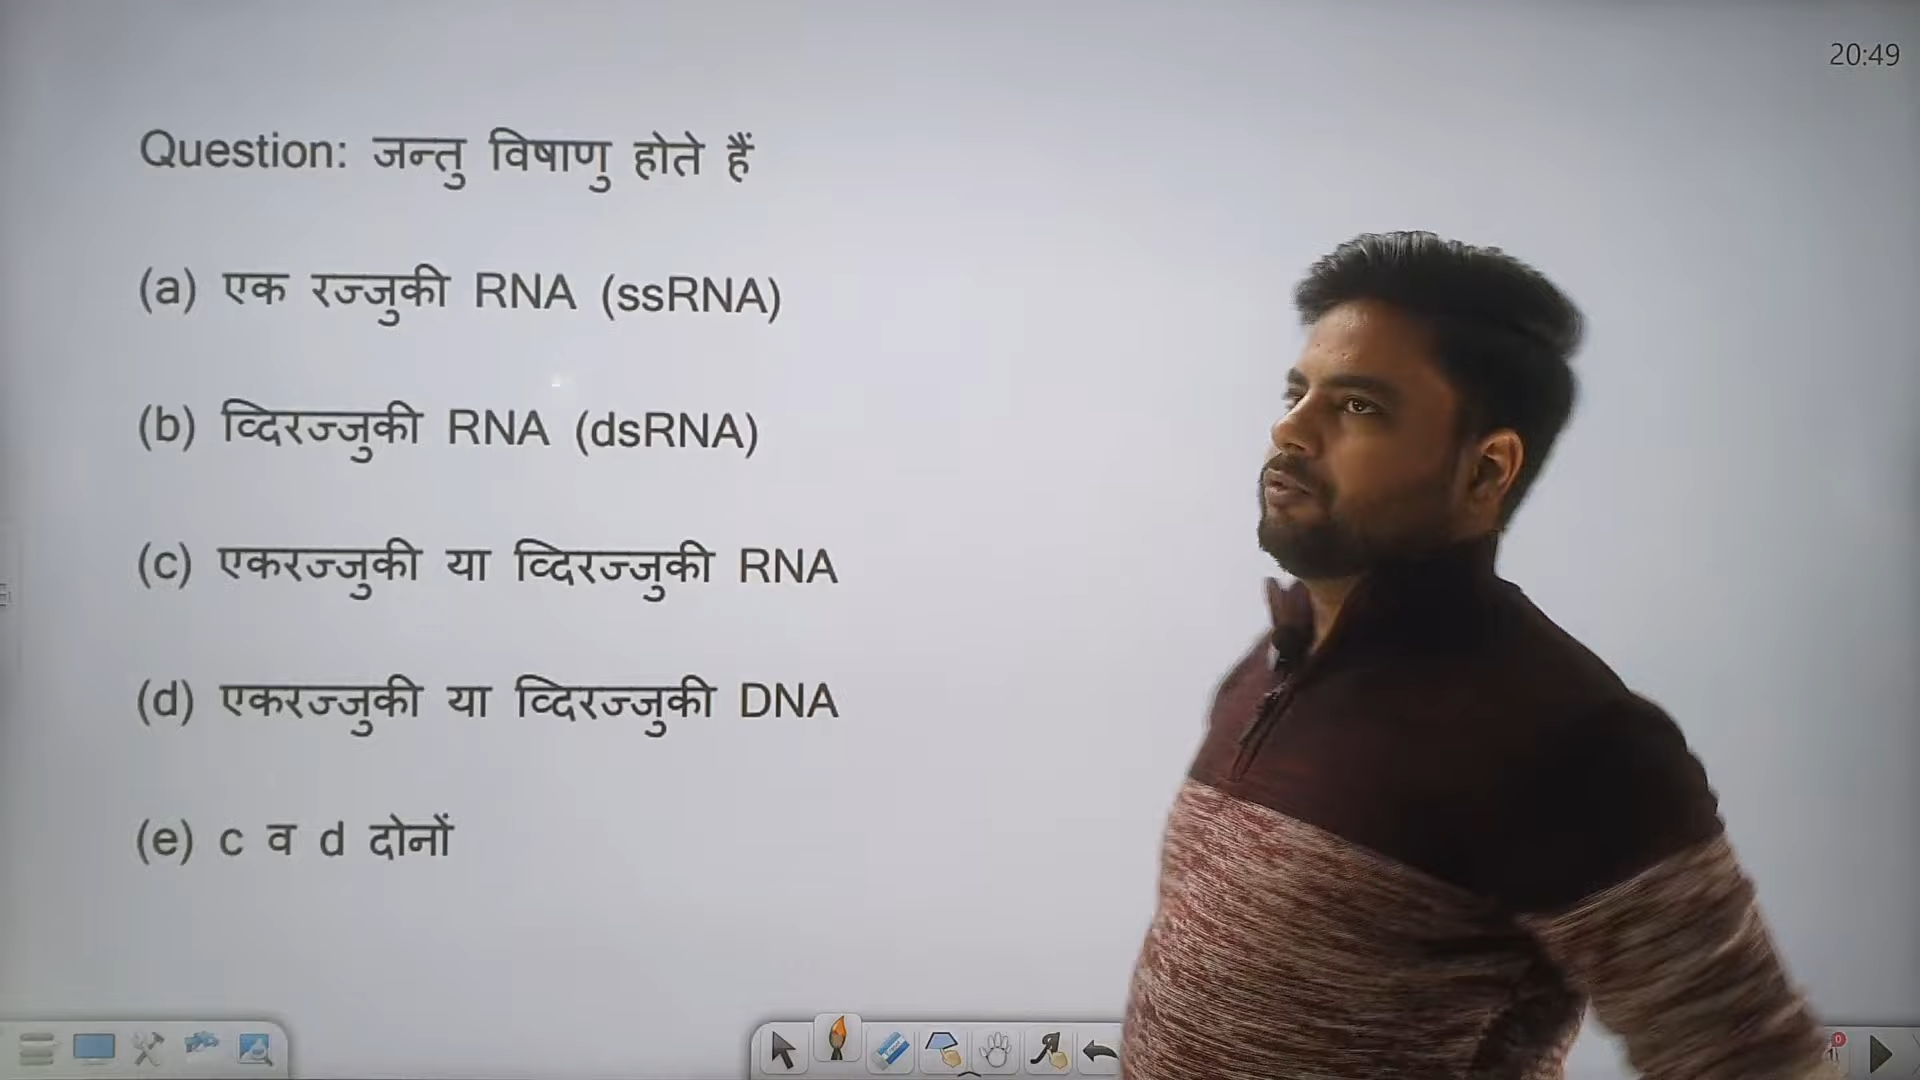 20:49
Question: जन्तु विषाणु होते हैं
(a) एक रज्जुकी RNA (ssRNA)
(b) व्दिरज्जुकी RNA (dsRNA)
(c) एकरज्जुकी या व्दिरज्जुकी RNA
(d) एकरज्जुकी या व्दिरज्जुकी DNA
(e) c व d दोनों